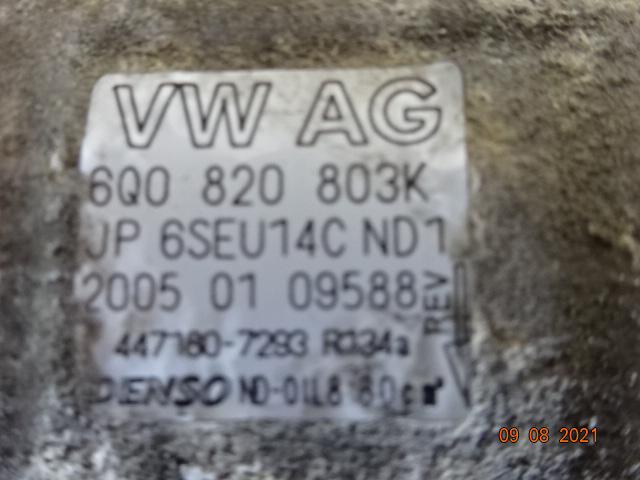 VW AG
6Q0 820 803K
JP 6SEU14C ND1
2005 01 09588
REV
447180-7293 R134a
DENSO ND-OIL8 80cm³
09 08 2021